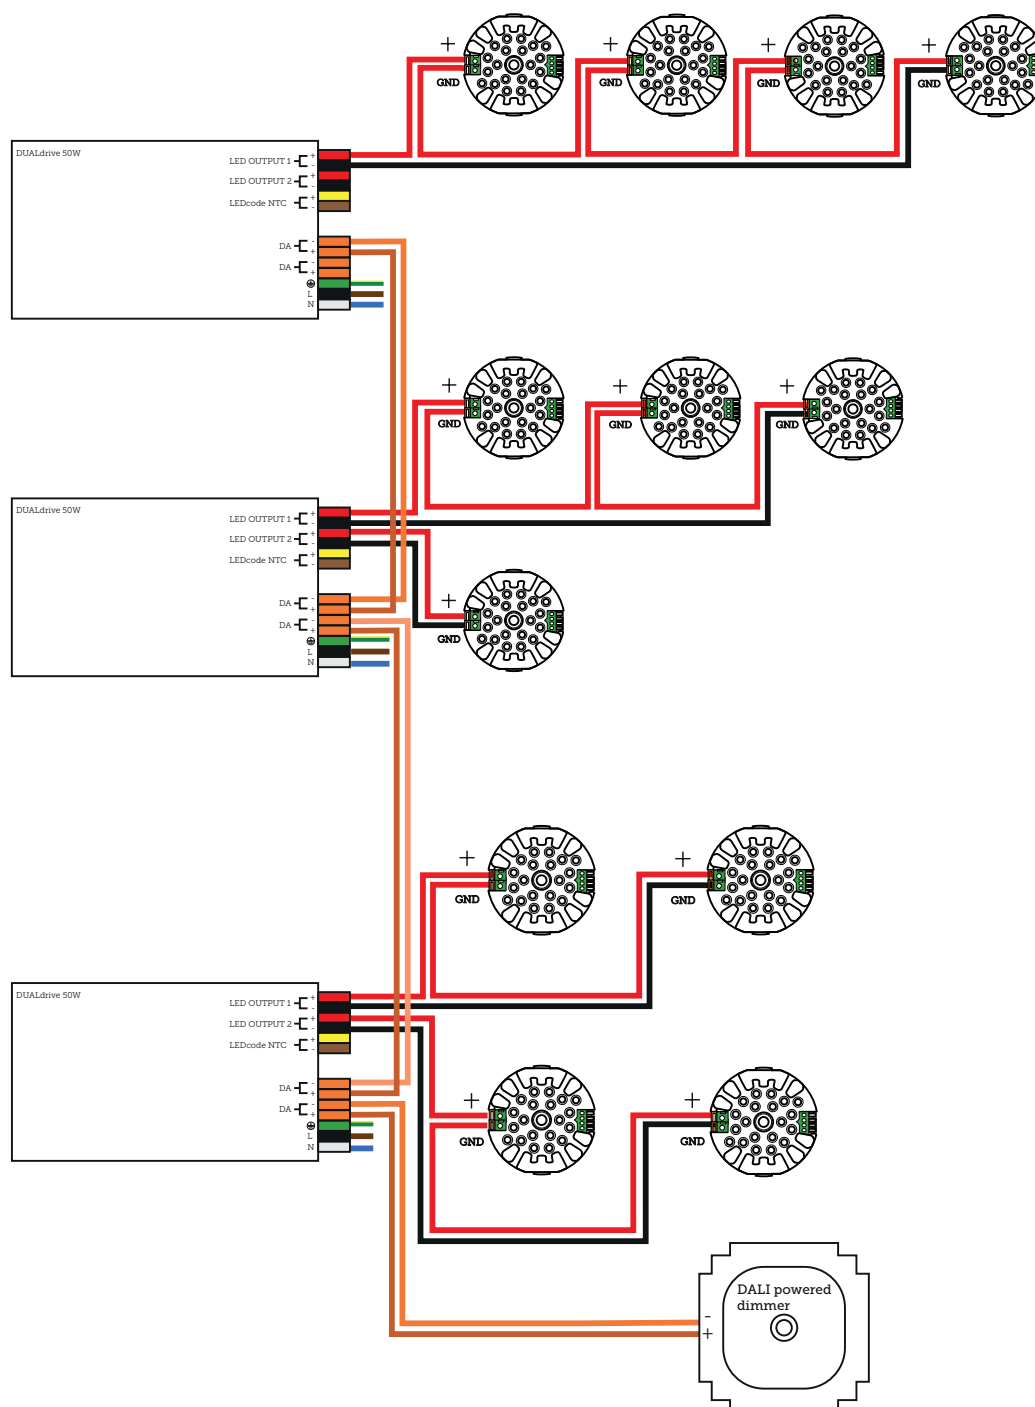 + + + +
GND GND GND GND
DUALdrive 50W
LED OUTPUT 1 + -
LED OUTPUT 2 + -
LEDcode NTC + -
DA - +
DA - +
L
N
+ + +
GND GND GND
DUALdrive 50W
LED OUTPUT 1 + -
LED OUTPUT 2 + -
LEDcode NTC + -
+
GND
DA - +
DA - +
L
N
+ +
GND GND
DUALdrive 50W
LED OUTPUT 1 + -
LED OUTPUT 2 + -
LEDcode NTC + -
DA - +
DA - +
L
N
+ +
GND GND
DALI powered
dimmer
-
+